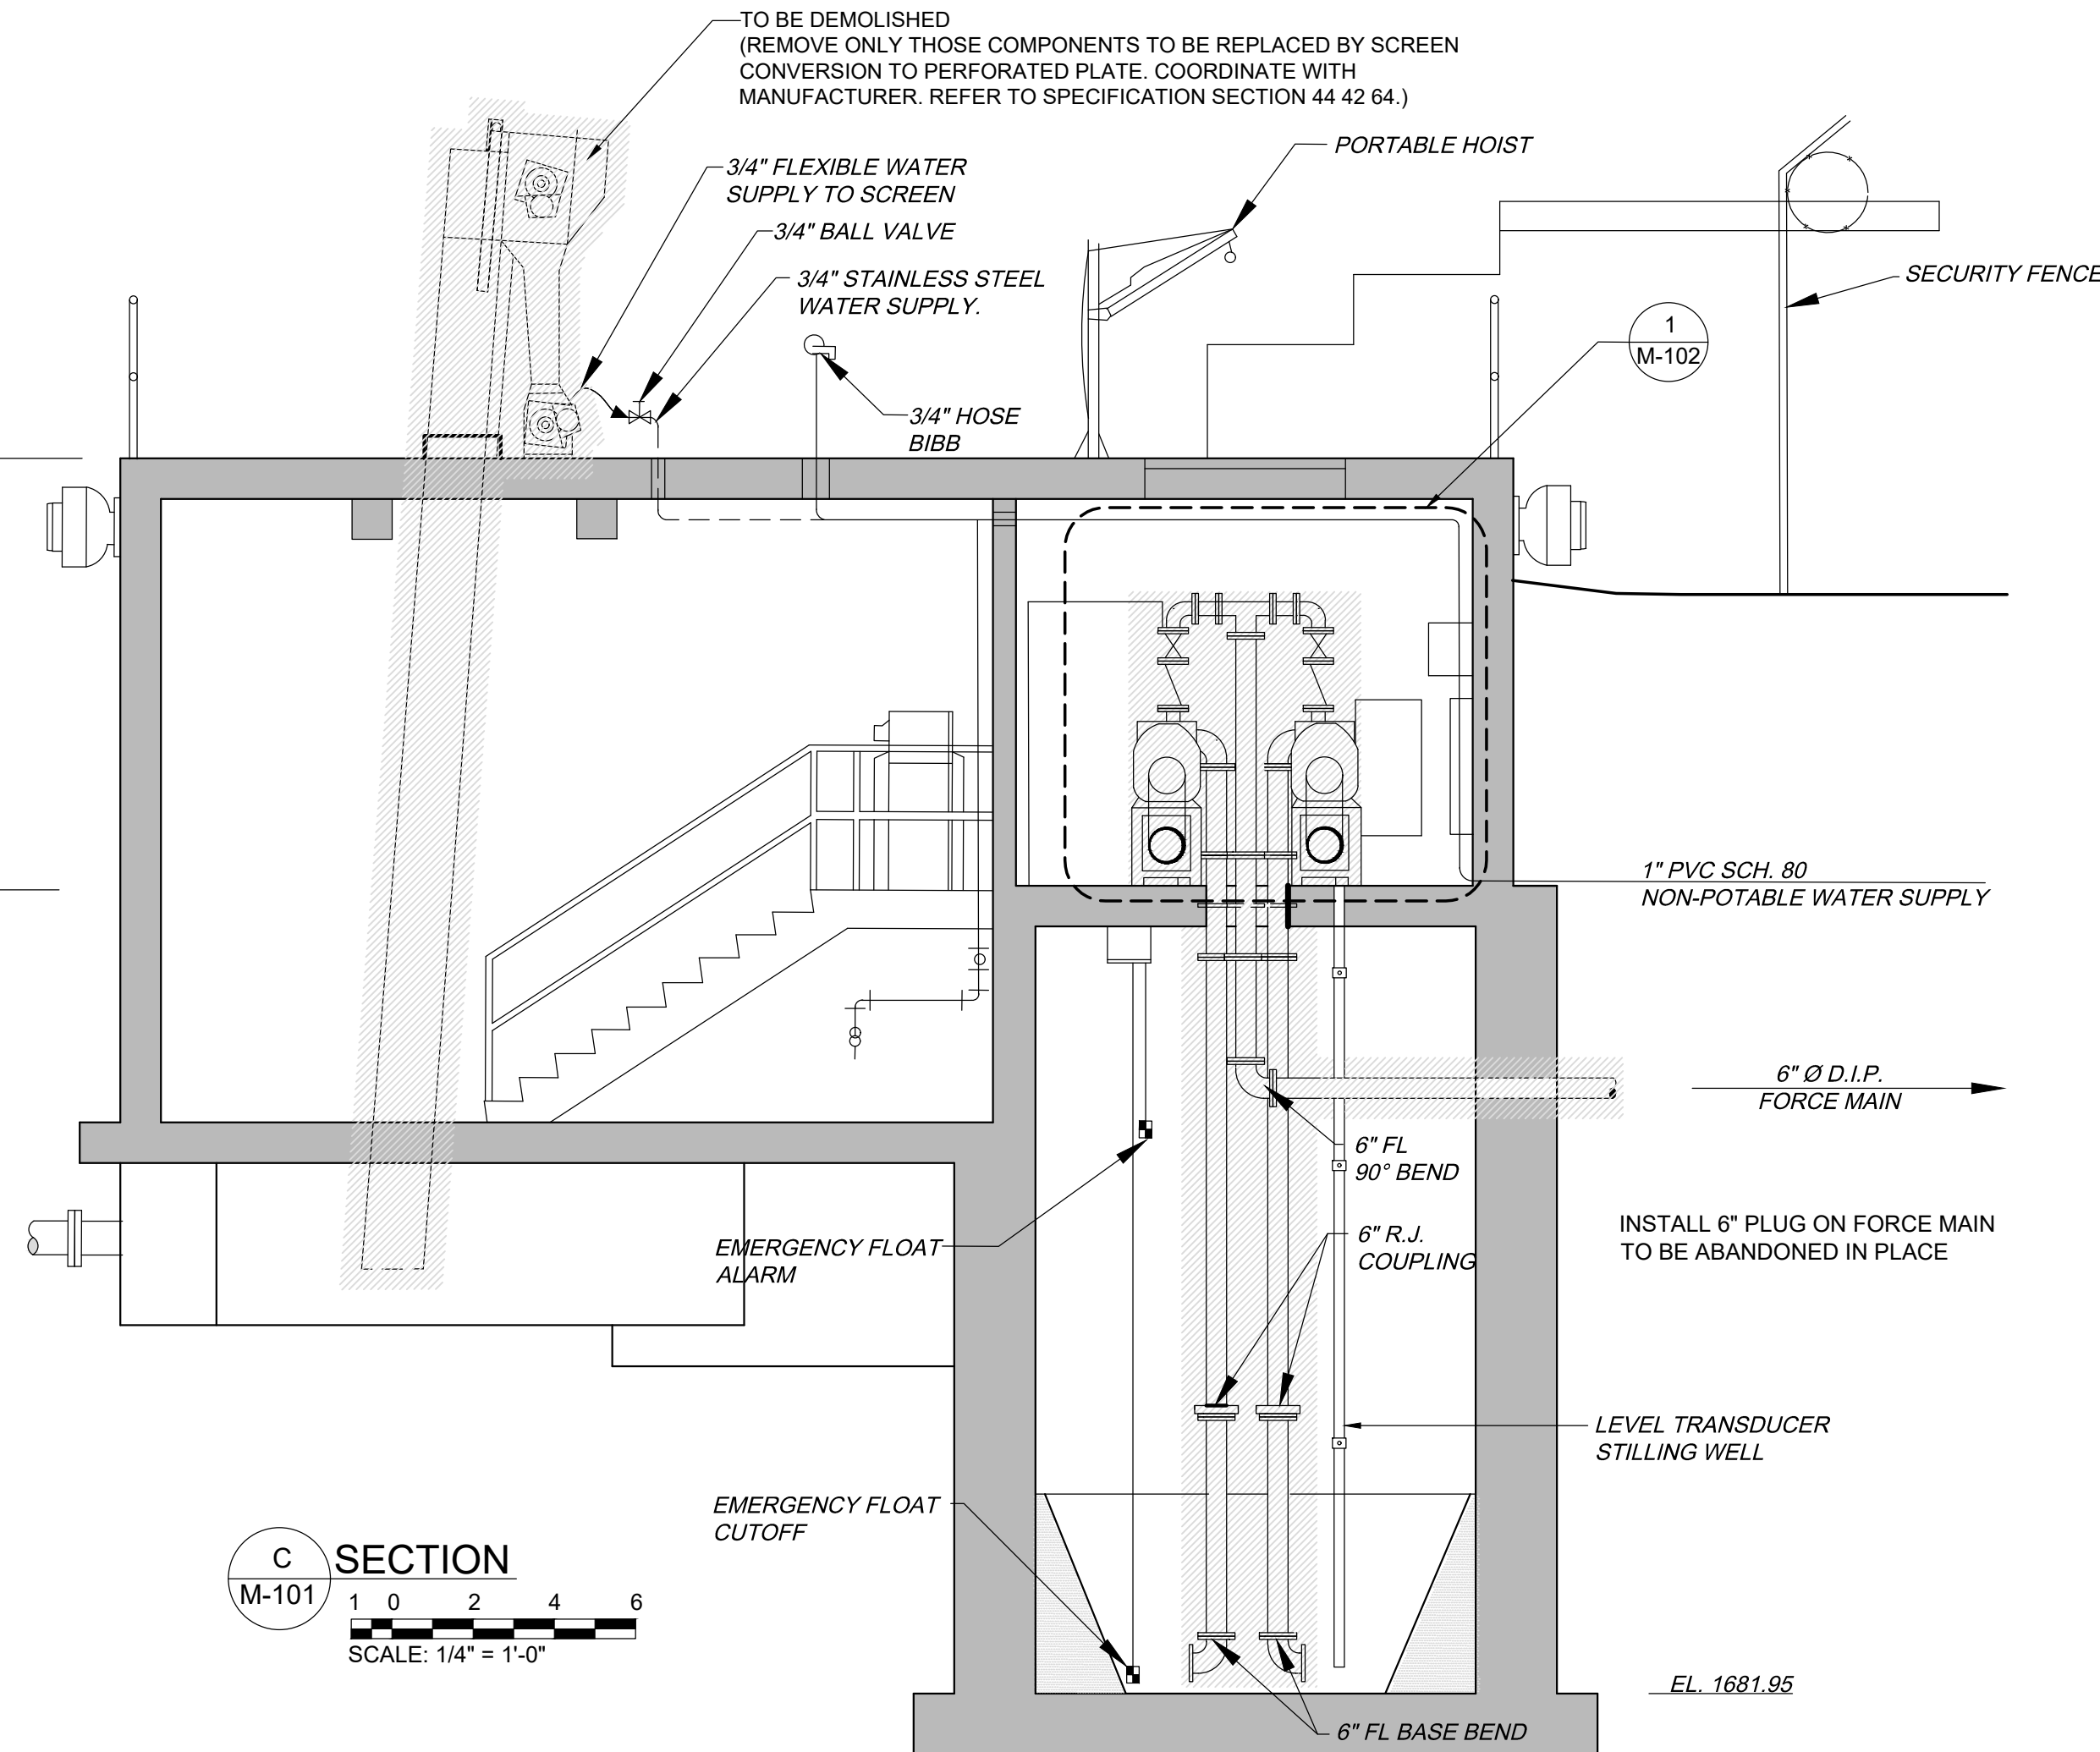 TO BE DEMOLISHED
(REMOVE ONLY THOSE COMPONENTS TO BE REPLACED BY SCREEN
CONVERSION TO PERFORATED PLATE. COORDINATE WITH
MANUFACTURER. REFER TO SPECIFICATION SECTION 44 42 64.)
PORTABLE HOIST
3/4" FLEXIBLE WATER
SUPPLY TO SCREEN
3/4" BALL VALVE
3/4" STAINLESS STEEL
WATER SUPPLY.
SECURITY FENCE
1
M-102
3/4" HOSE
BIBB
1" PVC SCH. 80
NON-POTABLE WATER SUPPLY
6" Ø D.I.P.
FORCE MAIN
6" FL
90° BEND
INSTALL 6" PLUG ON FORCE MAIN
TO BE ABANDONED IN PLACE
EMERGENCY FLOAT
ALARM
6" R.J.
COUPLING
LEVEL TRANSDUCER
STILLING WELL
EMERGENCY FLOAT
CUTOFF
C
M-101
SECTION
1 0 2 4 6
SCALE: 1/4" = 1'-0"
EL. 1681.95
6" FL BASE BEND